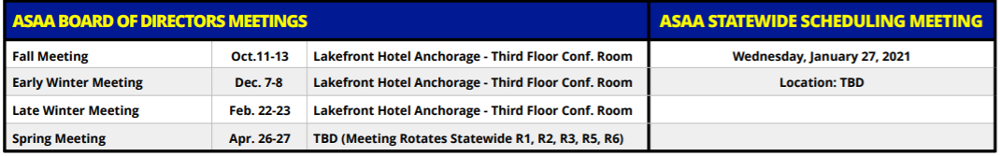 ASAA BOARD OF DIRECTORS MEETINGS ASAA STATEWIDE SCHEDULING MEETING
Fall Meeting Oct.11-13 Lakefront Hotel Anchorage - Third Floor Conf. Room Wednesday, January 27, 2021
Early Winter Meeting Dec. 7-8 Lakefront Hotel Anchorage - Third Floor Conf. Room Location: TBD
Late Winter Meeting Feb. 22-23 Lakefront Hotel Anchorage - Third Floor Conf. Room
Spring Meeting Apr. 26-27 TBD (Meeting Rotates Statewide R1, R2, R3, R5, R6)